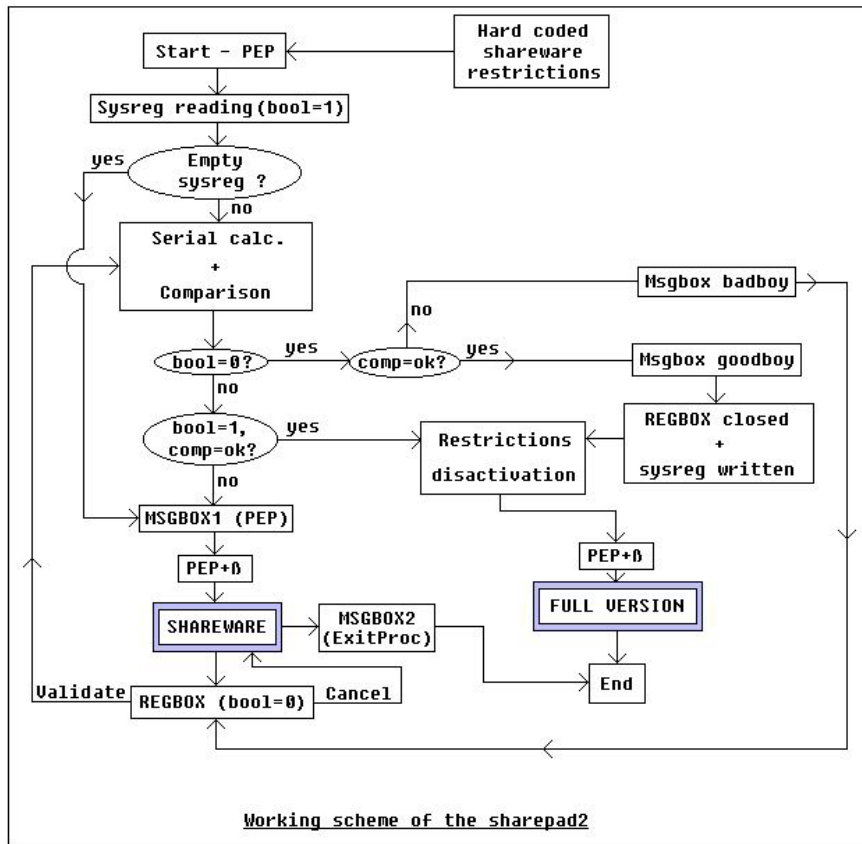 Start - PEP
Hard coded
shareware
restrictions
Sysreg reading(bool=1)
yes
Empty
sysreg ?
no
Serial calc.
+
Comparison
Msgbox badboy
no
bool=0?
yes
comp=ok?
yes
Msgbox goodboy
no
bool=1,
comp=ok?
yes
Restrictions
disactivation
REGBOX closed
+
sysreg written
no
MSGBOX1 (PEP)
PEP+ß
PEP+ß
SHAREWARE
MSGBOX2
(ExitProc)
FULL VERSION
End
Validate
REGBOX (bool=0)
Cancel
Working scheme of the sharepad2